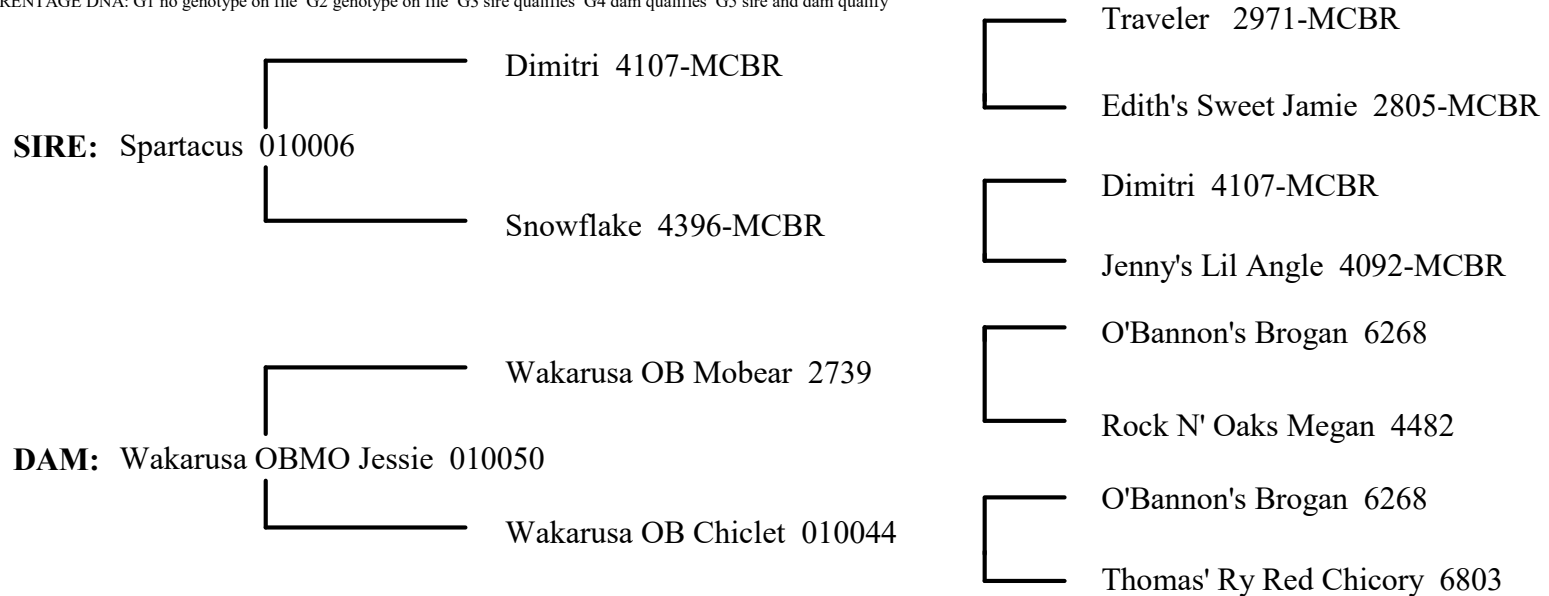 RENTAGE DNA: G1 no genotype on file G2 genotype on file G3 sire qualifies G4 dam qualifies G5 sire and dam qualify
Traveler 2971-MCBR
Dimitri 4107-MCBR
Edith's Sweet Jamie 2805-MCBR
SIRE: Spartacus 010006
Dimitri 4107-MCBR
Snowflake 4396-MCBR
Jenny's Lil Angle 4092-MCBR
O'Bannon's Brogan 6268
Wakarusa OB Mobear 2739
Rock N' Oaks Megan 4482
DAM: Wakarusa OBMO Jessie 010050
O'Bannon's Brogan 6268
Wakarusa OB Chiclet 010044
Thomas' Ry Red Chicory 6803